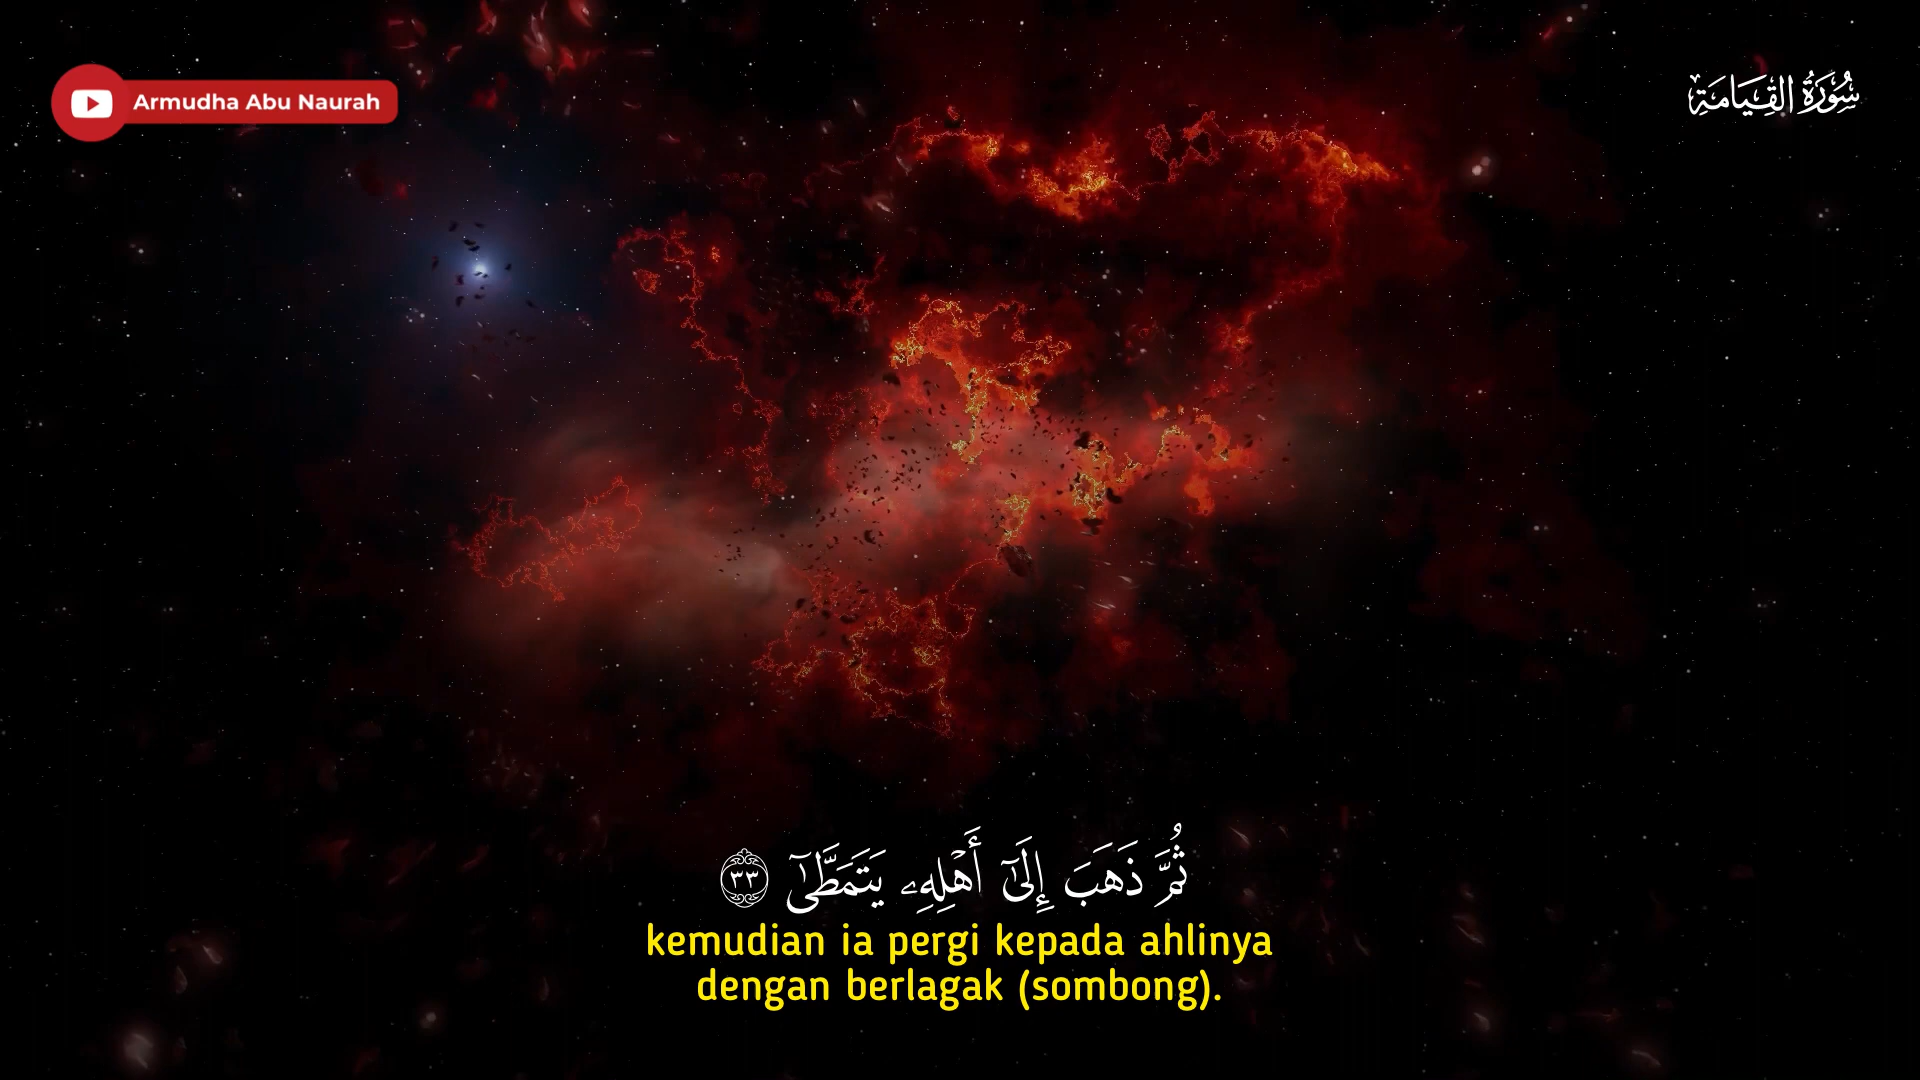 Armudha Abu Naurah
سُورَةُ القِيَامَةِ
ثُمَّ ذَهَبَ إِلَىٰٓ أَهْلِهِۦ يَتَمَطَّىٰٓ ٣٣
kemudian ia pergi kepada ahlinya
dengan berlagak (sombong).